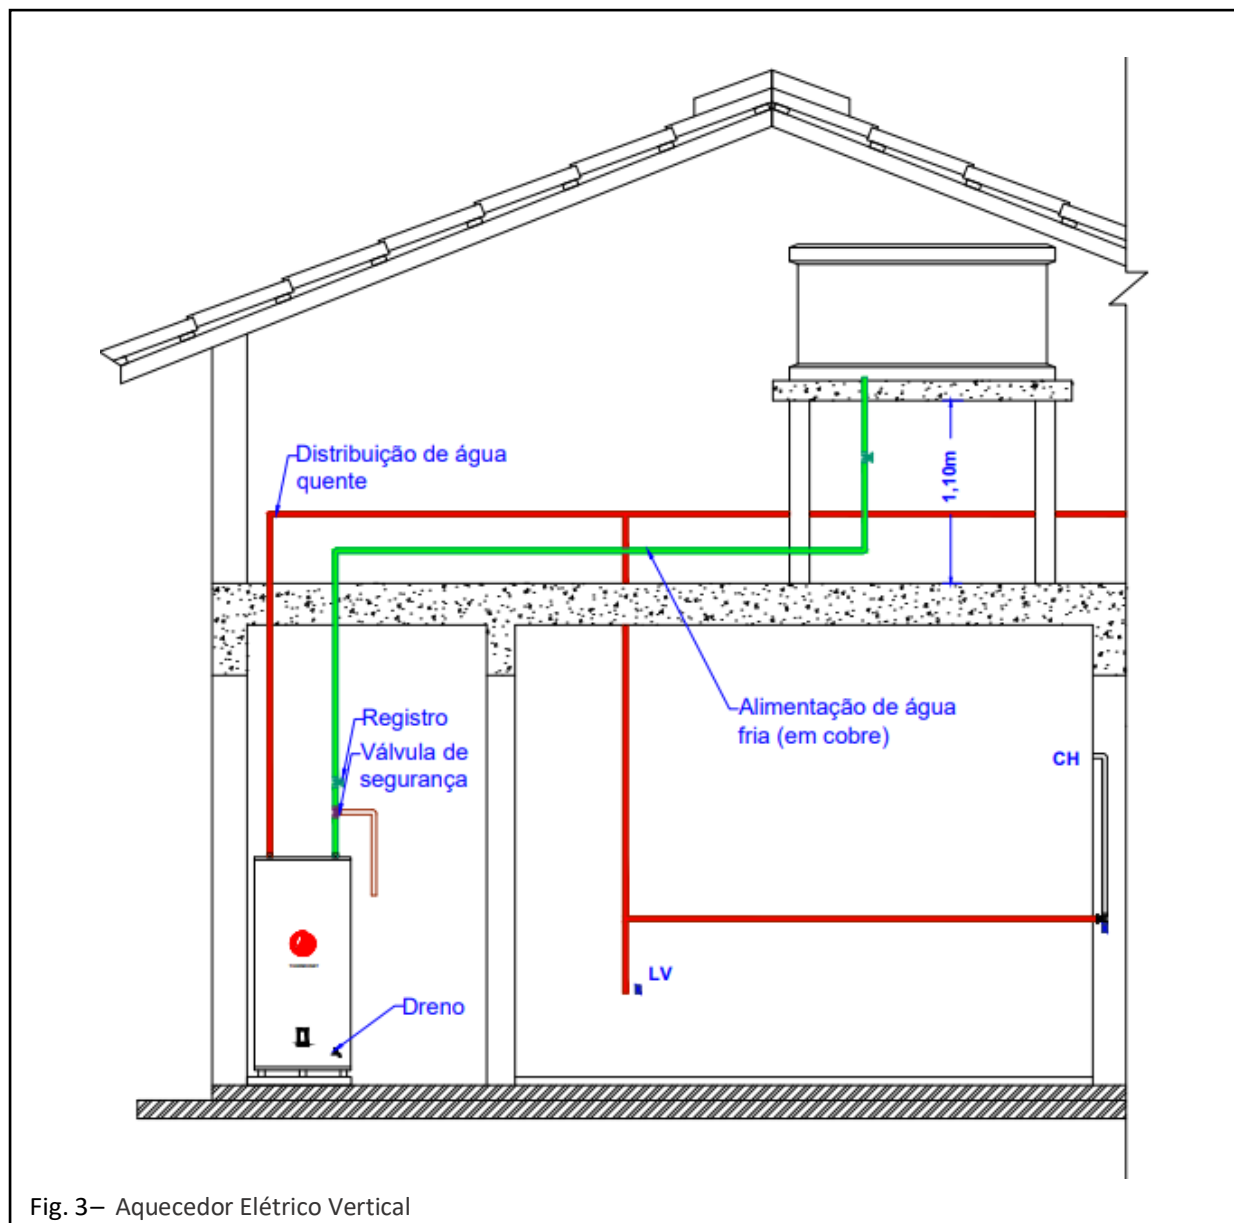 Distribuição de água
quente
1,10m
Registro
Válvula de
segurança
Alimentação de água
fria (em cobre)
CH
LV
Dreno
Fig. 3– Aquecedor Elétrico Vertical